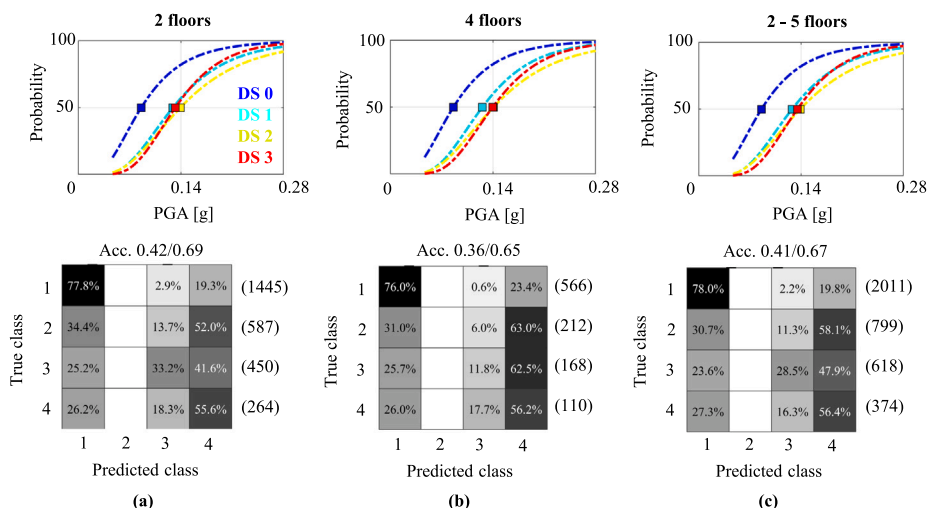 2 floors
100
Probability
50
DS 0
DS 1
DS 2
DS 3
0
0.14
0.28
PGA [g]
Acc. 0.42/0.69
True class
1 77.8% 2.9% 19.3% (1445)
2 34.4% 13.7% 52.0% (587)
3 25.2% 33.2% 41.6% (450)
4 26.2% 18.3% 55.6% (264)
1 2 3 4
Predicted class
(a)
4 floors
100
Probability
50
0
0.14
0.28
PGA [g]
Acc. 0.36/0.65
1 76.0% 0.6% 23.4% (566)
2 31.0% 6.0% 63.0% (212)
3 25.7% 11.8% 62.5% (168)
4 26.0% 17.7% 56.2% (110)
True class
1 2 3 4
Predicted class
(b)
2 - 5 floors
100
Probability
50
0
0.14
0.28
PGA [g]
Acc. 0.41/0.67
1 78.0% 2.2% 19.8% (2011)
2 30.7% 11.3% 58.1% (799)
3 23.6% 28.5% 47.9% (618)
4 27.3% 16.3% 56.4% (374)
True class
1 2 3 4
Predicted class
(c)